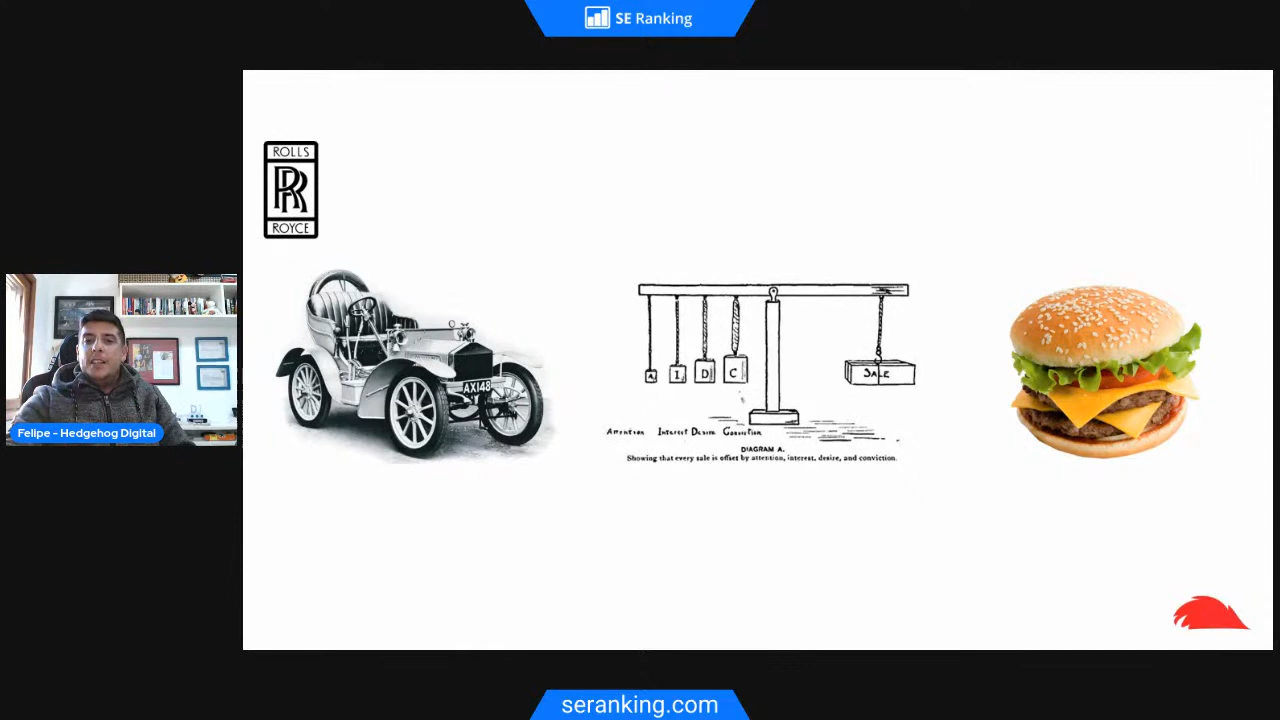 SE Ranking
ROLLS
RR
ROYCE
AX148
A I D C
SALE
Attention Interest Desire Conviction
DIAGRAM A.
Showing that every sale is offset by attention, interest, desire, and conviction.
Felipe - Hedgehog Digital
seranking.com